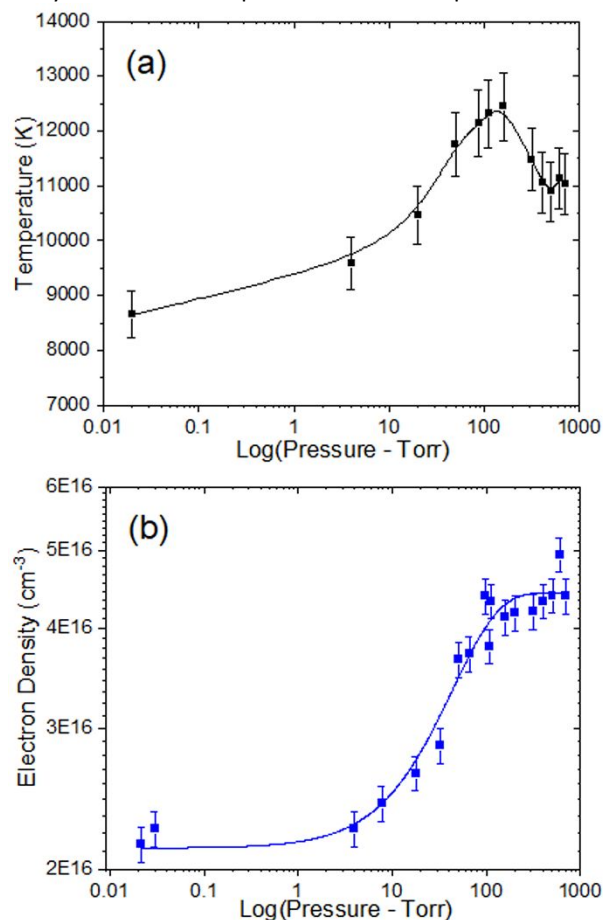 (a)
14000
13000
12000
11000
10000
9000
8000
7000
Temperature (K)
0.01 0.1 1 10 100 1000
Log(Pressure - Torr)
(b)
6E16
5E16
4E16
3E16
2E16
Electron Density (cm-3)
0.01 0.1 1 10 100 1000
Log(Pressure - Torr)